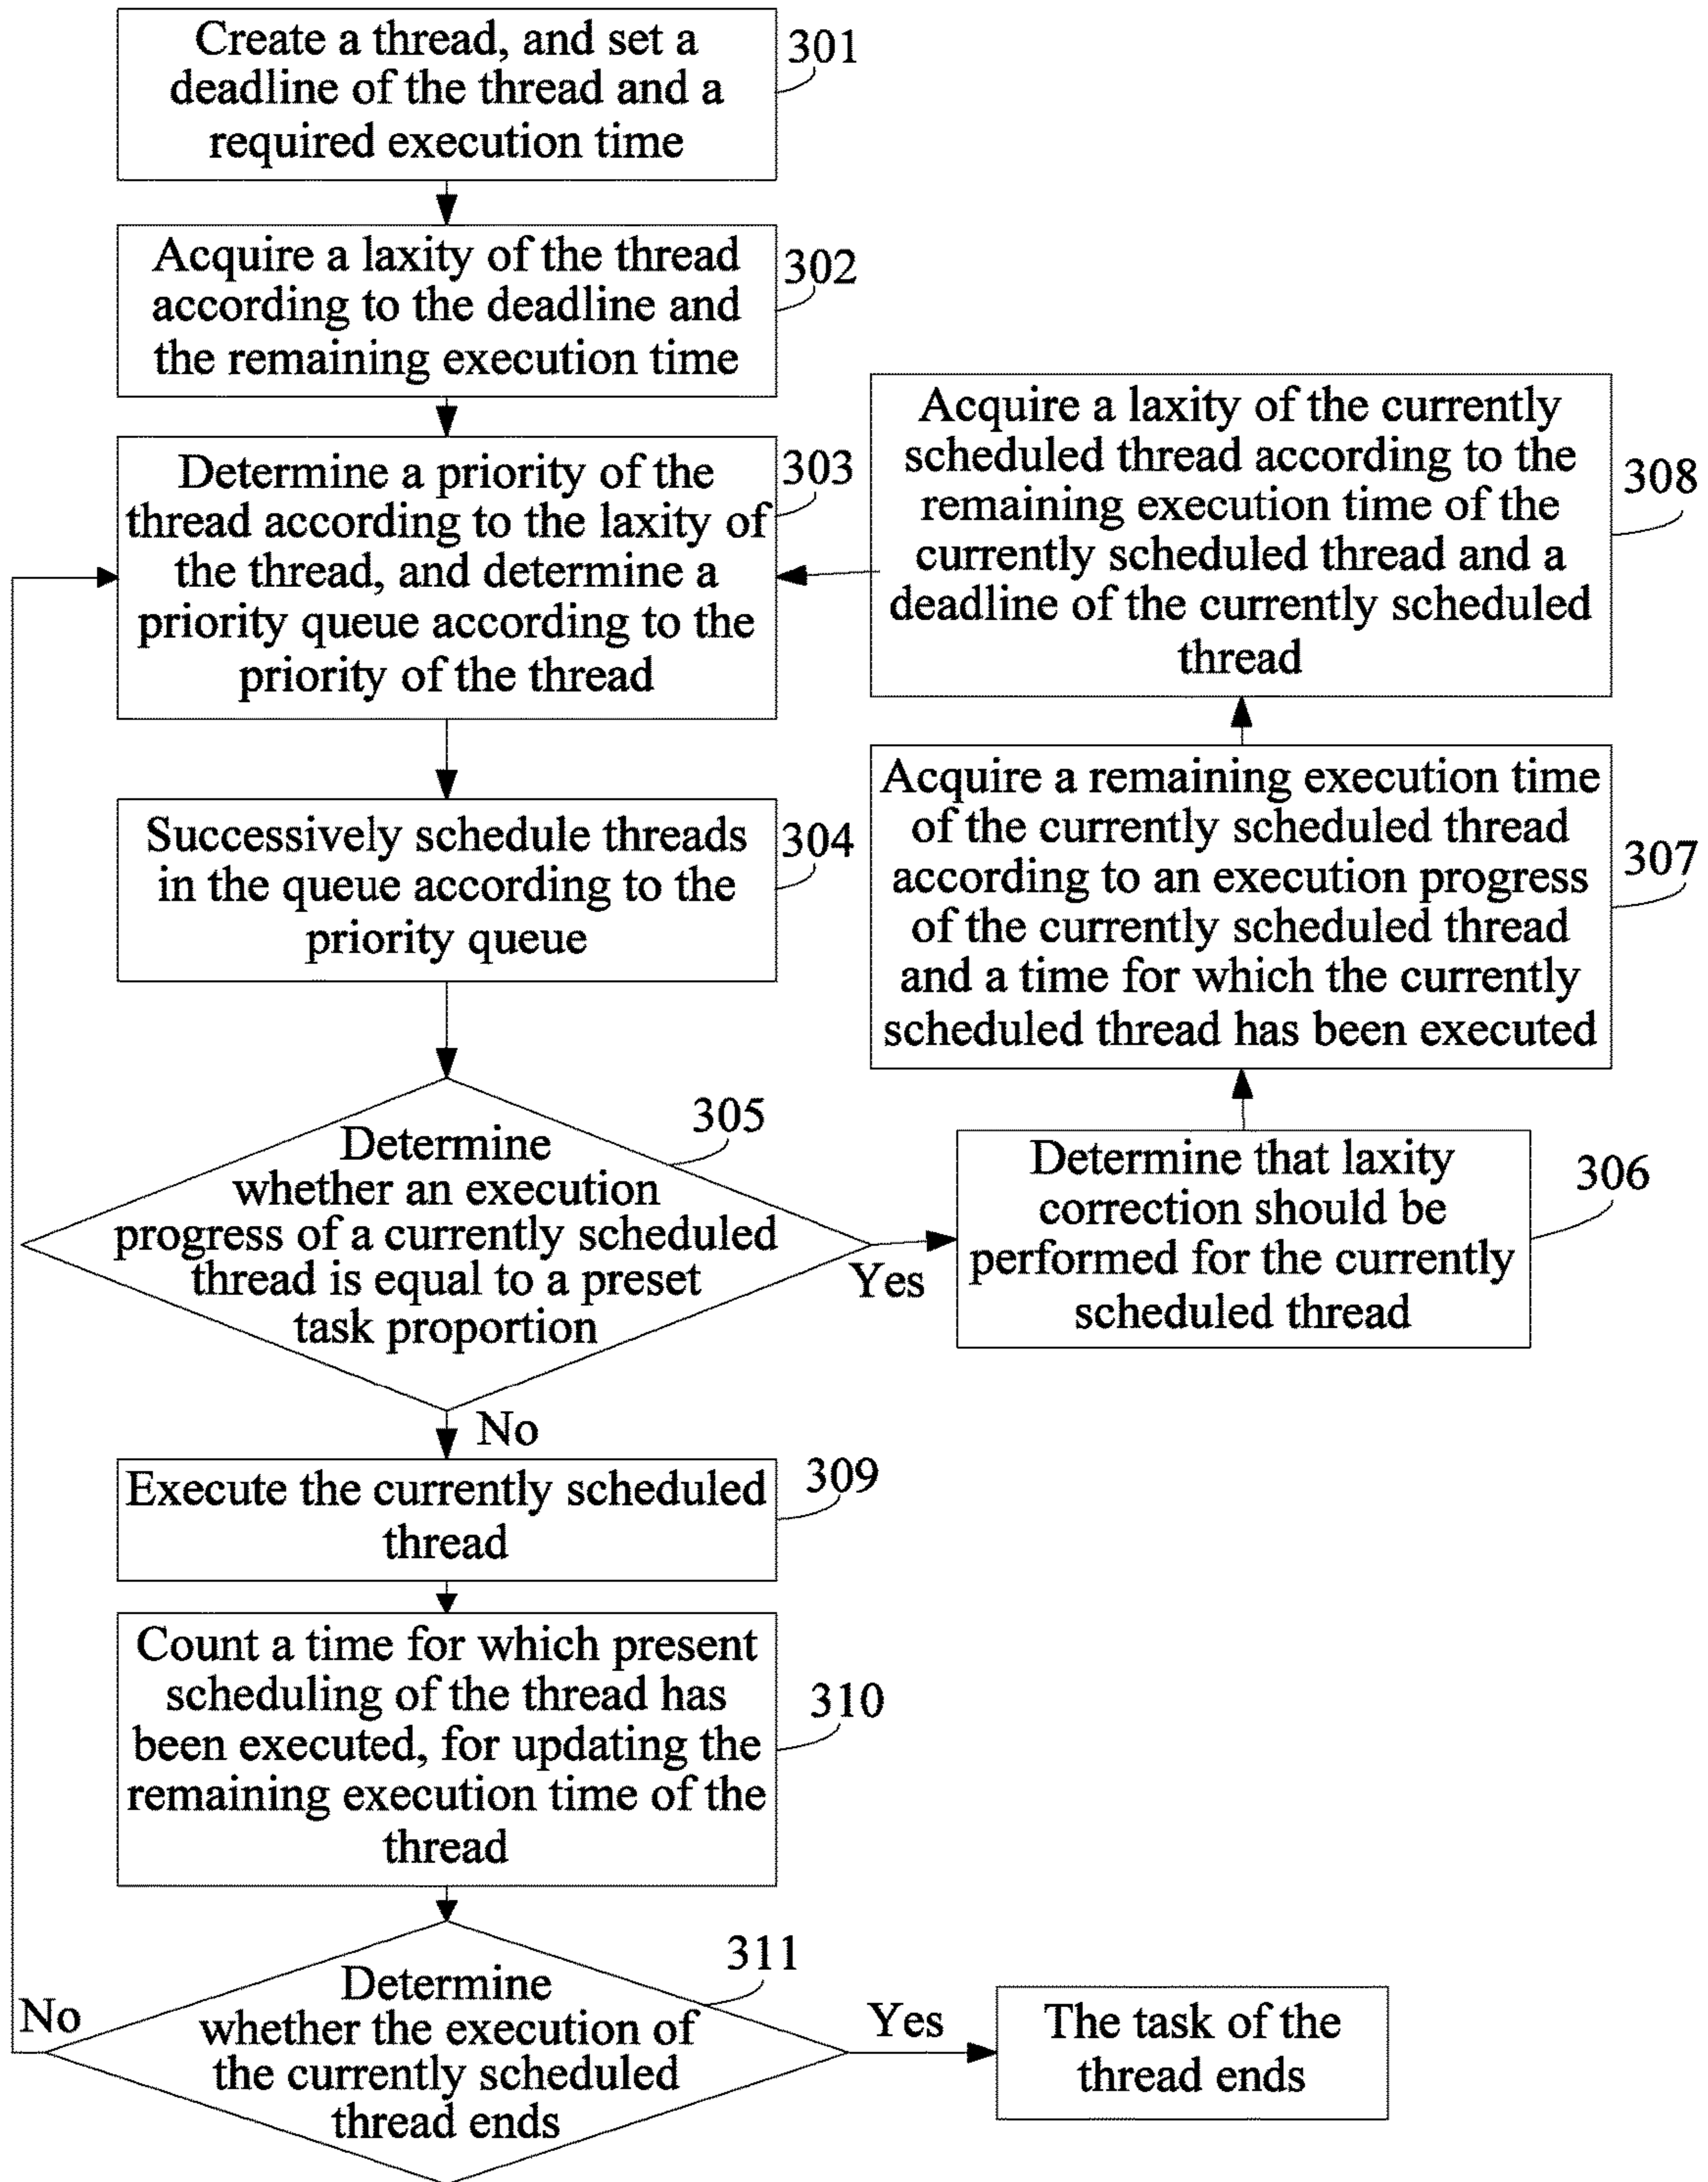 Create a thread, and set a
deadline of the thread and a
required execution time
301
Acquire a laxity of the thread
according to the deadline and
the remaining execution time
302
Determine a priority of the
thread according to the laxity of
the thread, and determine a
priority queue according to the
priority of the thread
303
Acquire a laxity of the currently
scheduled thread according to the
remaining execution time of the
currently scheduled thread and a
deadline of the currently scheduled
thread
308
Successively schedule threads
in the queue according to the
priority queue
304
Acquire a remaining execution time
of the currently scheduled thread
according to an execution progress
of the currently scheduled thread
and a time for which the currently
scheduled thread has been executed
307
Determine
whether an execution
progress of a currently scheduled
thread is equal to a preset
task proportion
305
Yes
Determine that laxity
correction should be
performed for the currently
scheduled thread
306
No
Execute the currently scheduled
thread
309
Count a time for which present
scheduling of the thread has
been executed, for updating the
remaining execution time of the
thread
310
Determine
whether the execution of
the currently scheduled
thread ends
311
No
Yes
The task of the
thread ends